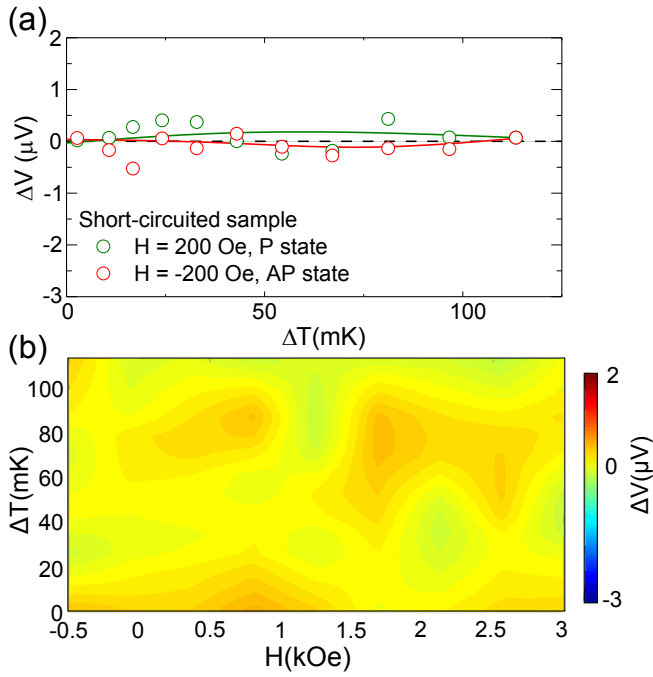 (a)
2
1
0
-1
-2
-3
ΔV (μV)
Short-circuited sample
H = 200 Oe, P state
H = -200 Oe, AP state
0
50
100
ΔT(mK)
(b)
100
80
60
40
20
0
ΔT(mK)
-0.5
0
0.5
1
1.5
2
2.5
3
H(kOe)
2
0
-3
ΔV(μV)